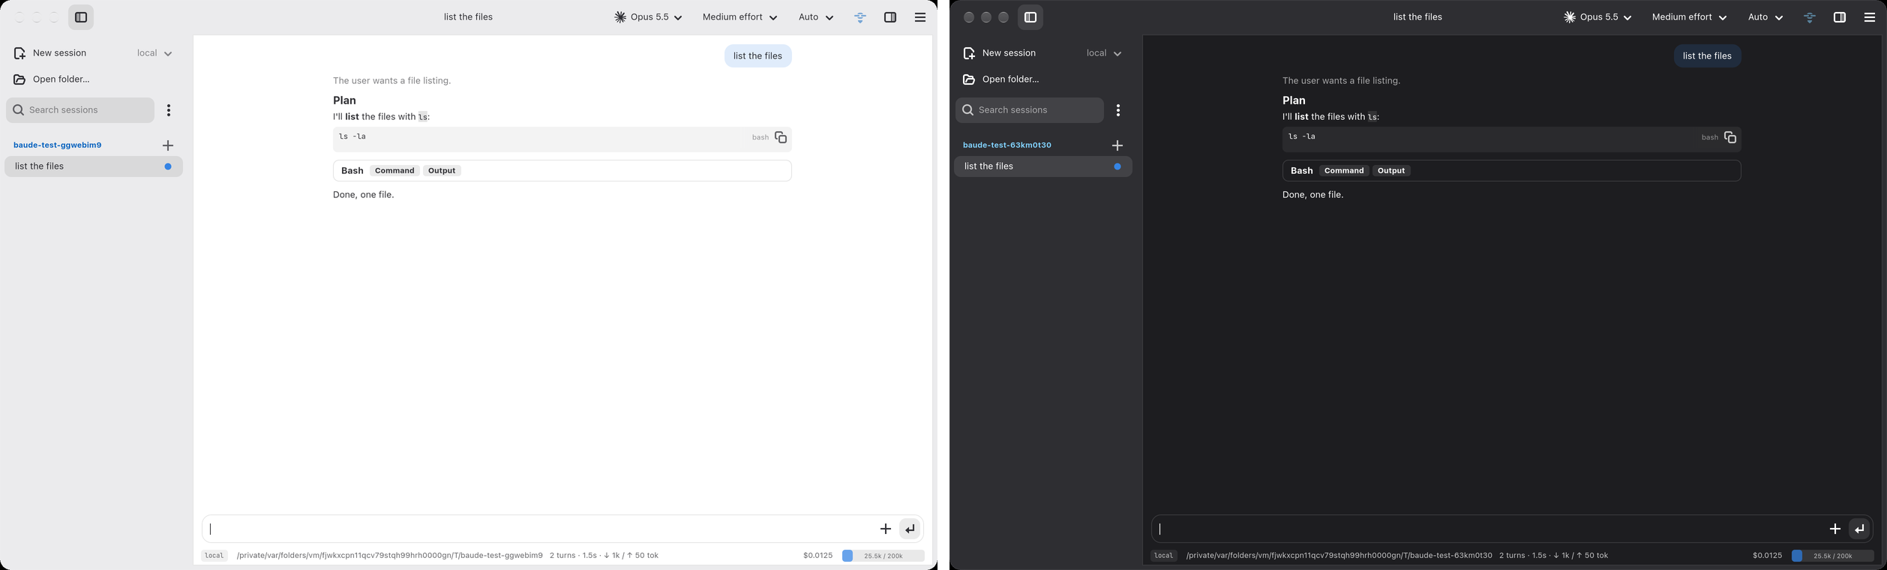 list the files
Opus 5.5
Medium effort
Auto
New session
local
Open folder...
Search sessions
baude-test-ggwebim9
list the files
list the files
The user wants a file listing.
Plan
I'll list the files with ls:
ls -la
bash
Bash Command Output
Done, one file.
local /private/var/folders/vm/fjwkxcpn11qcv79stqh99hrh0000gn/T/baude-test-ggwebim9 2 turns · 1.5s · ↓ 1k / ↑ 50 tok $0.0125 25.5k / 200k
list the files
Opus 5.5
Medium effort
Auto
New session
local
Open folder...
Search sessions
baude-test-63km0t30
list the files
list the files
The user wants a file listing.
Plan
I'll list the files with ls:
ls -la
bash
Bash Command Output
Done, one file.
local /private/var/folders/vm/fjwkxcpn11qcv79stqh99hrh0000gn/T/baude-test-63km0t30 2 turns · 1.5s · ↓ 1k / ↑ 50 tok $0.0125 25.5k / 200k